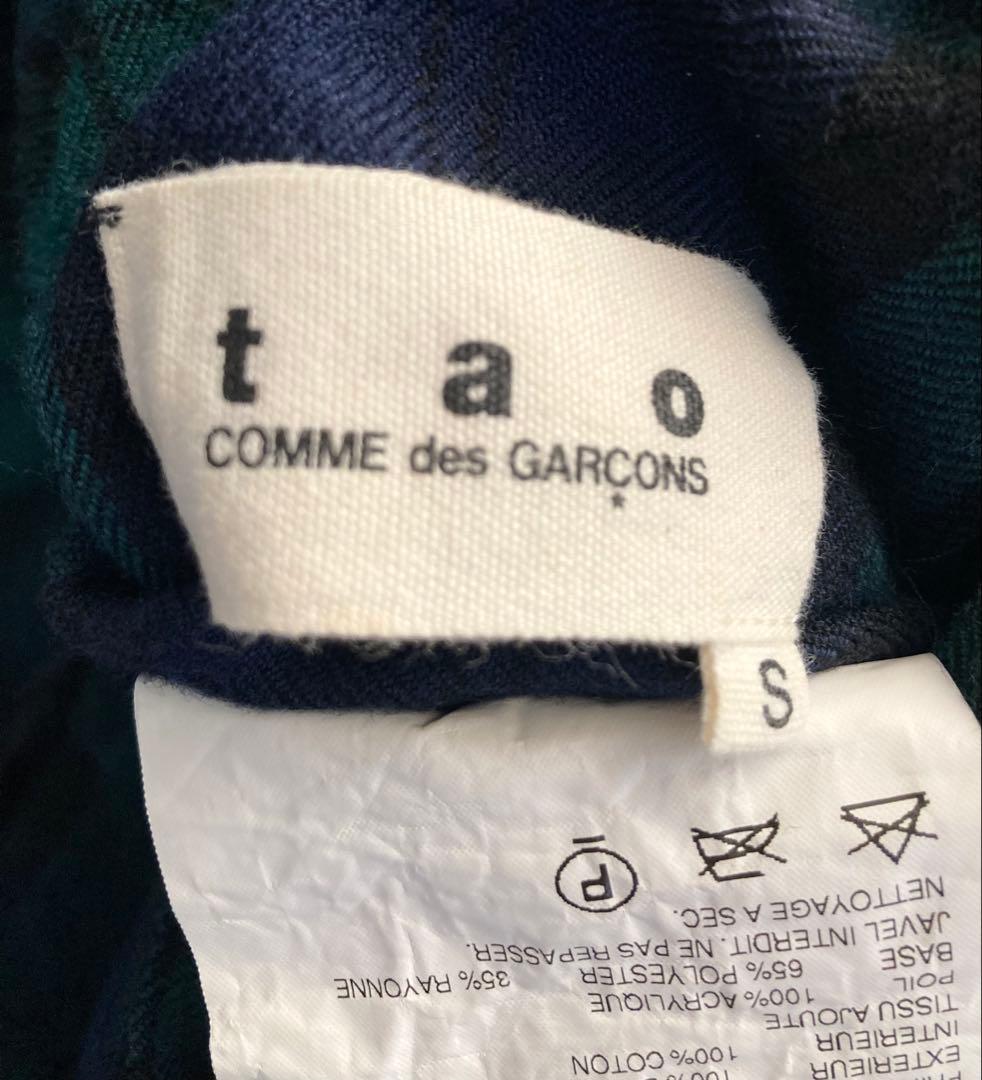 t a o
COMME des GARÇONS
*
S
P
NETTOYAGE A SEC.
JAVEL INTERDIT. NE PAS REPASSER.
BASE 65% POLYESTER 35% RAYONNE
POIL 100% ACRYLIQUE
TISSU AJOUTE
INTERIEUR 100% COTON
EXTERIEUR 100%